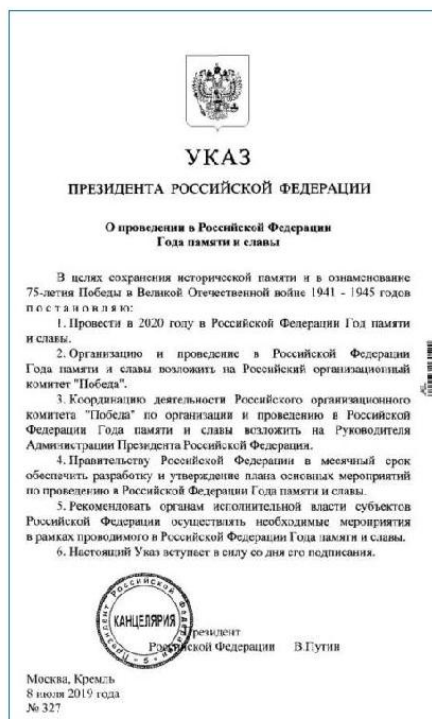 УКАЗ
ПРЕЗИДЕНТА РОССИЙСКОЙ ФЕДЕРАЦИИ
О проведении в Российской Федерации
Года памяти и славы
В целях сохранения исторической памяти и в ознаменование
75-летия Победы в Великой Отечественной войне 1941 - 1945 годов
постановляю:
1. Провести в 2020 году в Российской Федерации Год памяти
и славы.
2. Организацию и проведение в Российской Федерации
Года памяти и славы возложить на Российский организационный
комитет "Победа".
3. Координацию деятельности Российского организационного
комитета "Победа" по организации и проведению в Российской
Федерации Года памяти и славы возложить на Руководителя
Администрации Президента Российской Федерации.
4. Правительству Российской Федерации в месячный срок
обеспечить разработку и утверждение плана основных мероприятий
по проведению в Российской Федерации Года памяти и славы.
5. Рекомендовать органам исполнительной власти субъектов
Российской Федерации осуществлять необходимые мероприятия
в рамках проводимого в Российской Федерации Года памяти и славы.
6. Настоящий Указ вступает в силу со дня его подписания.
Президент Российской Федерации
КАНЦЕЛЯРИЯ
Президент
Российской Федерации В.Путин
Москва, Кремль
8 июля 2019 года
№ 327